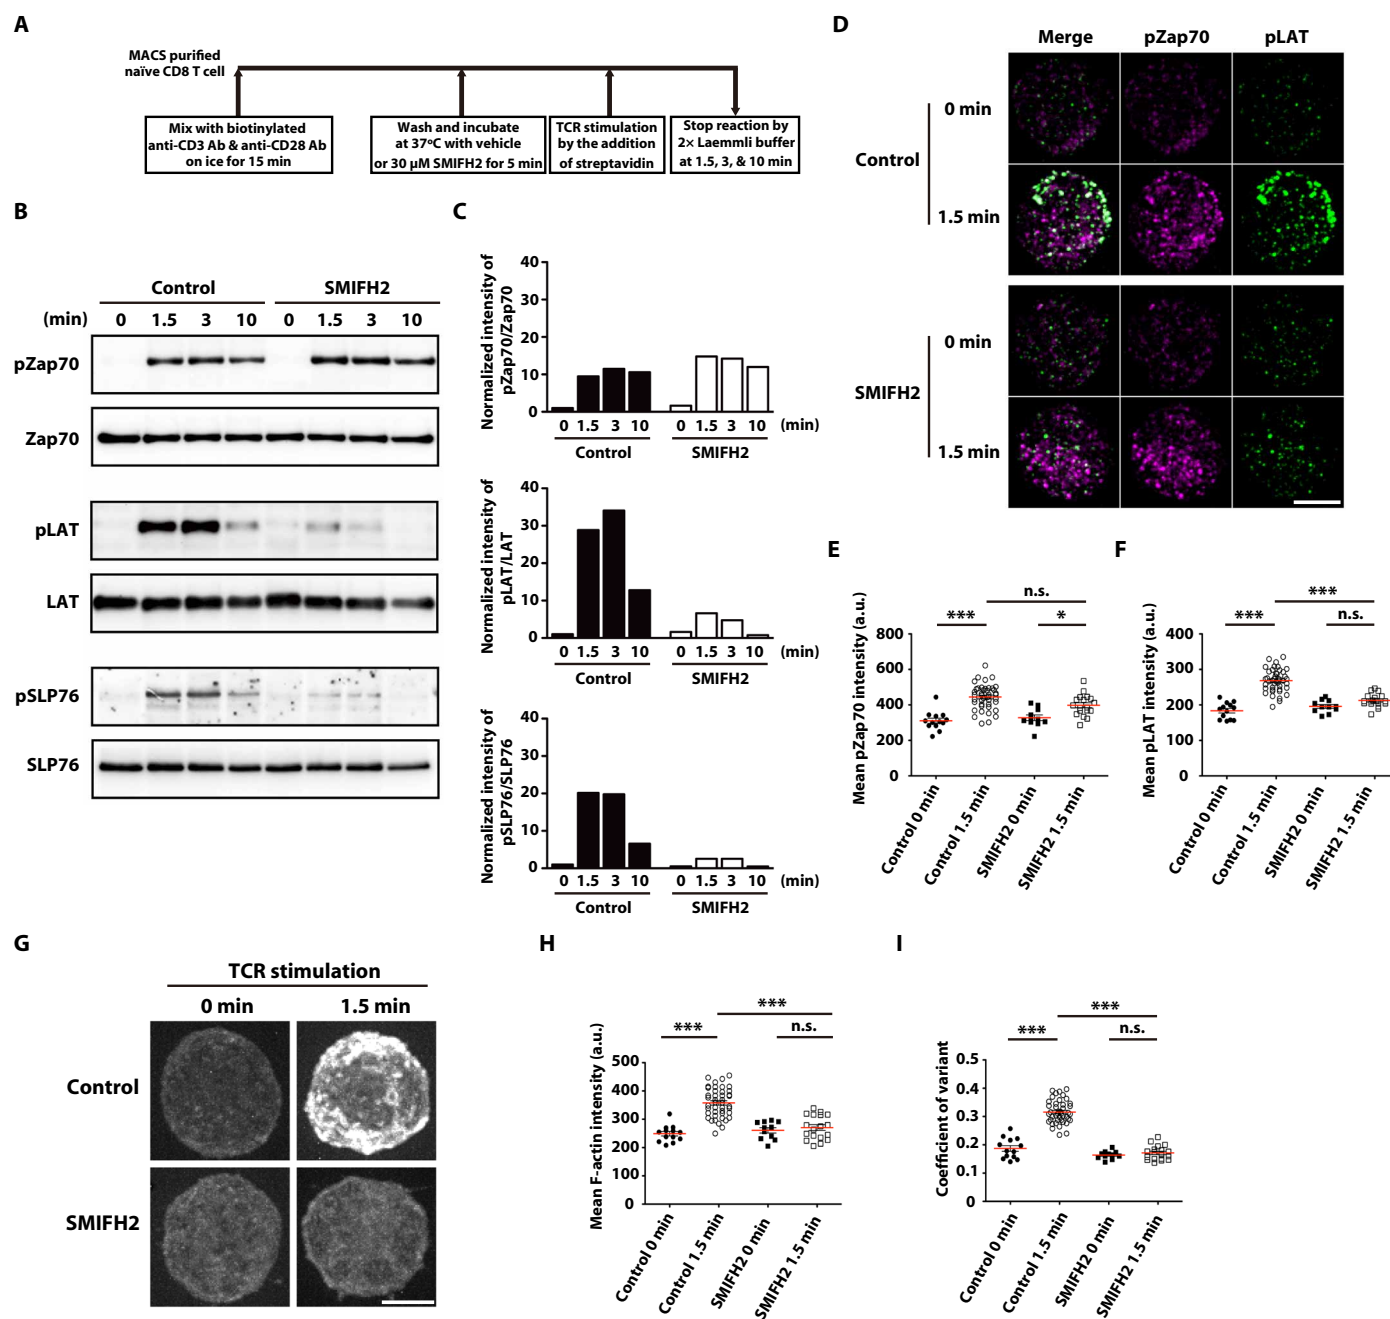 A
MACS purified
naïve CD8 T cell
Mix with biotinylated
anti-CD3 Ab & anti-CD28 Ab
on ice for 15 min
Wash and incubate
at 37ºC with vehicle
or 30 µM SMIFH2 for 5 min
TCR stimulation
by the addition
of streptavidin
Stop reaction by
2× Laemmli buffer
at 1.5, 3, & 10 min
B
Control SMIFH2
(min) 0 1.5 3 10 0 1.5 3 10
pZap70
Zap70
pLAT
LAT
pSLP76
SLP76
C
Normalized intensity of
pZap70/Zap70
40
30
20
10
0
0 1.5 3 10 0 1.5 3 10 (min)
Control SMIFH2
Normalized intensity of
pLAT/LAT
40
30
20
10
0
0 1.5 3 10 0 1.5 3 10 (min)
Control SMIFH2
Normalized intensity of
pSLP76/SLP76
40
30
20
10
0
0 1.5 3 10 0 1.5 3 10 (min)
Control SMIFH2
D
Merge pZap70 pLAT
Control
0 min
1.5 min
SMIFH2
0 min
1.5 min
E
Mean pZap70 intensity (a.u.)
n.s.
*** *
800
600
400
200
0
Control 0 min
Control 1.5 min
SMIFH2 0 min
SMIFH2 1.5 min
F
Mean pLAT intensity (a.u.)
***
*** n.s.
400
300
200
100
0
Control 0 min
Control 1.5 min
SMIFH2 0 min
SMIFH2 1.5 min
G
TCR stimulation
0 min 1.5 min
Control
SMIFH2
H
Mean F-actin intensity (a.u.)
***
*** n.s.
500
400
300
200
100
0
Control 0 min
Control 1.5 min
SMIFH2 0 min
SMIFH2 1.5 min
I
Coefficient of variant
***
*** n.s.
0.5
0.4
0.3
0.2
0.1
0
Control 0 min
Control 1.5 min
SMIFH2 0 min
SMIFH2 1.5 min